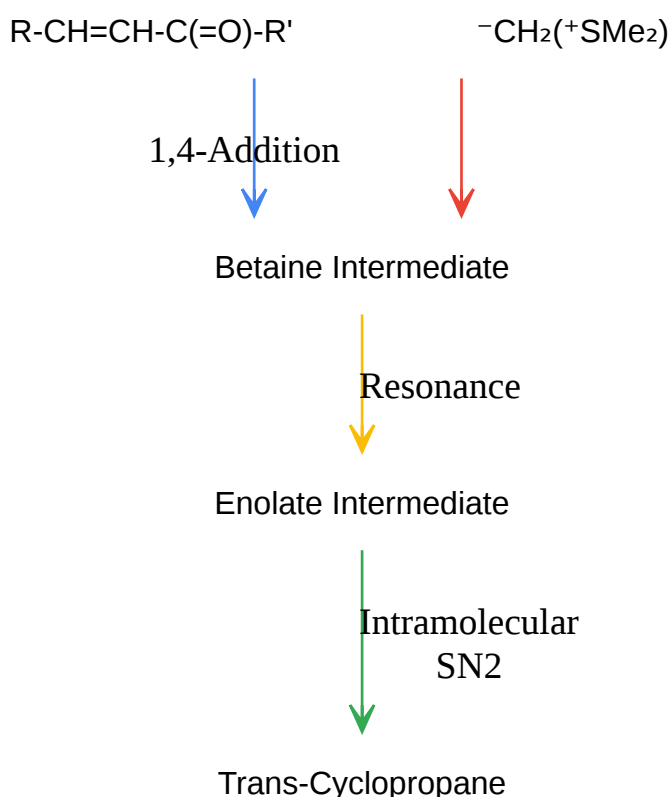 R-CH=CH-C(=O)-R' ⁻CH₂(⁺SMe₂)
1,4-Addition
Betaine Intermediate
Resonance
Enolate Intermediate
Intramolecular
SN2
Trans-Cyclopropane